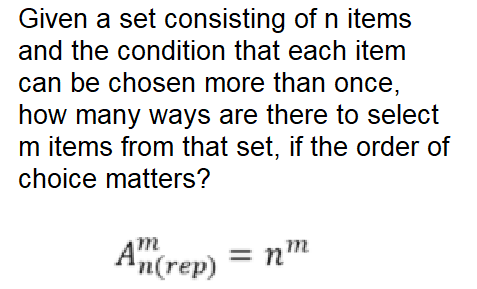 Given a set consisting of n items
and the condition that each item
can be chosen more than once,
how many ways are there to select
m items from that set, if the order of
choice matters?
A^m_n(rep) = n^m